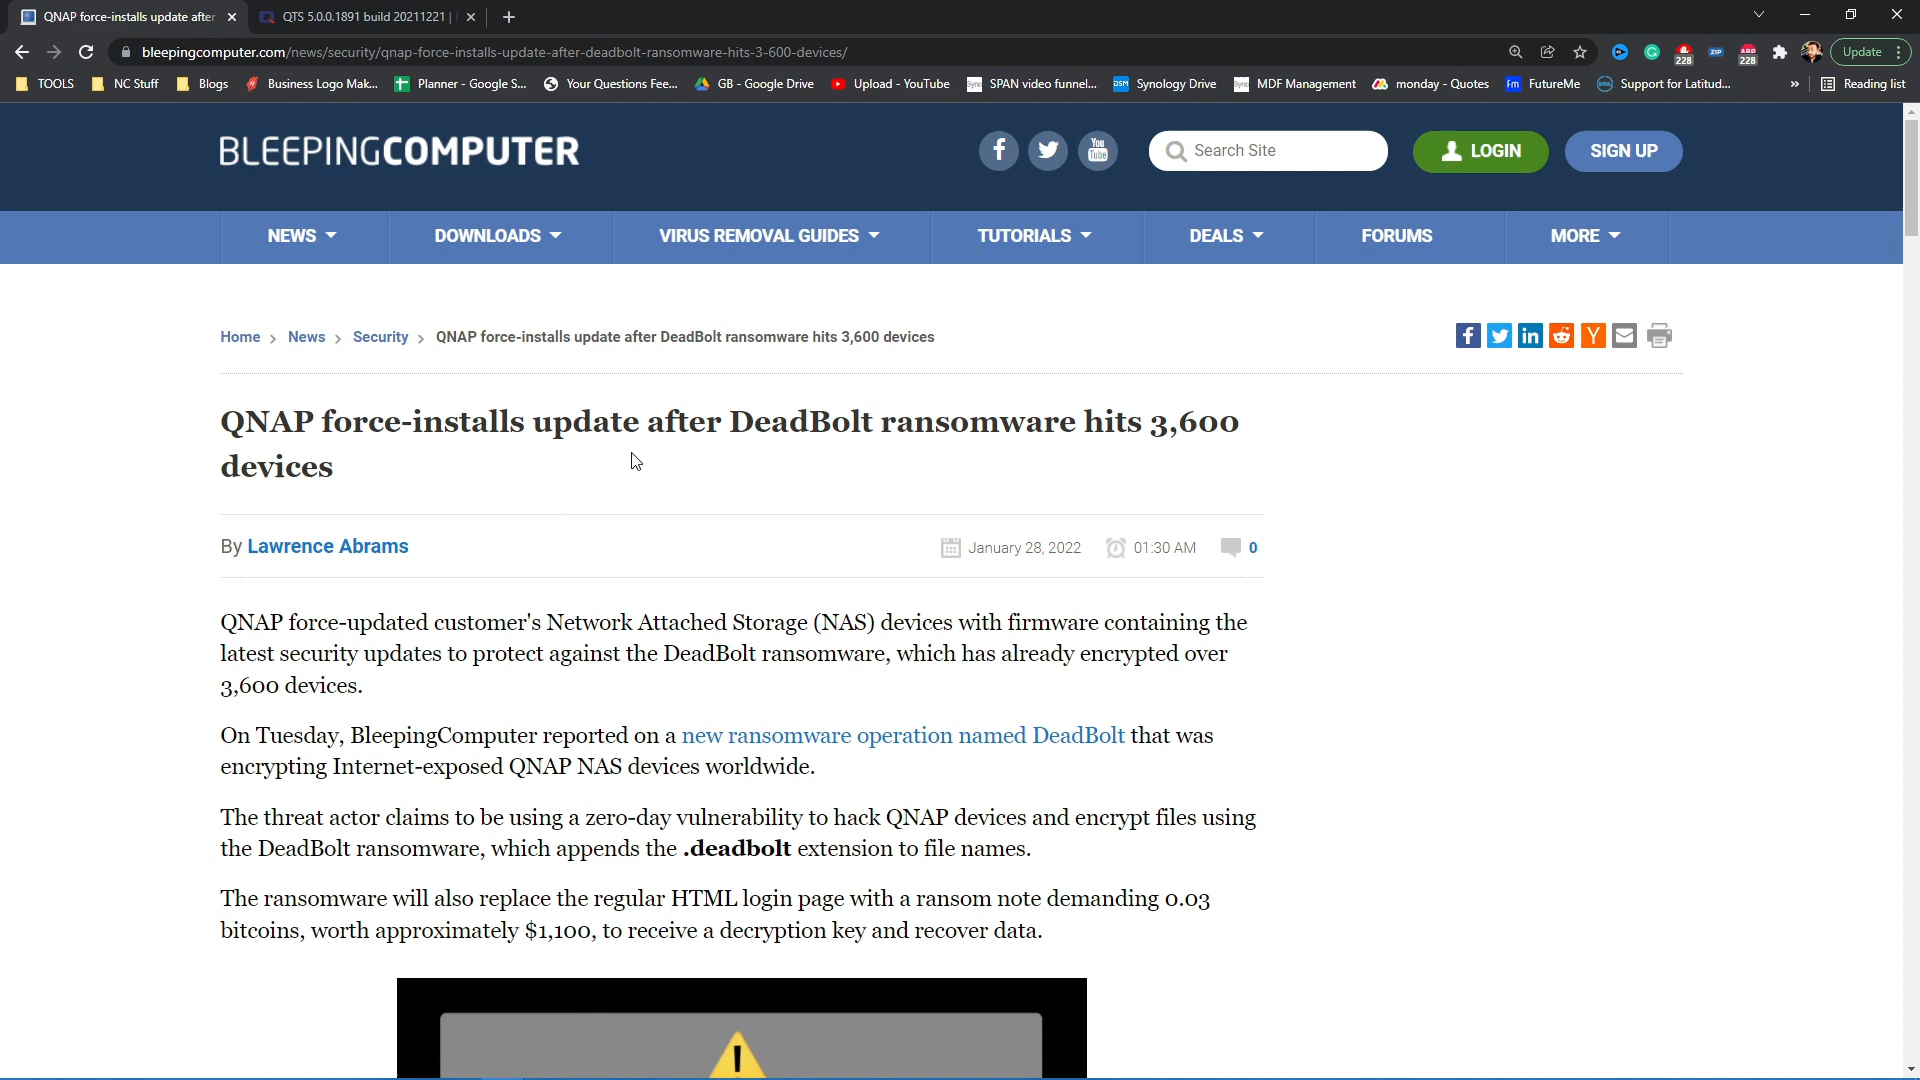 QNAP force-installs update after
QTS 5.0.0.1891 build 20211221 |
bleepingcomputer.com/news/security/qnap-force-installs-update-after-deadbolt-ransomware-hits-3-600-devices/
228
ZIP
ABP
228
Update
TOOLS
NC Stuff
Blogs
Business Logo Mak...
Planner - Google S...
Your Questions Fee...
GB - Google Drive
Upload - YouTube
SPAN video funnel...
DSM
Synology Drive
MDF Management
monday - Quotes
fm
FutureMe
Support for Latitud...
»
Reading list
BLEEPINGCOMPUTER
You
Tube
Search Site
LOGIN
SIGN UP
NEWS
DOWNLOADS
VIRUS REMOVAL GUIDES
TUTORIALS
DEALS
FORUMS
MORE
Home > News > Security > QNAP force-installs update after DeadBolt ransomware hits 3,600 devices
QNAP force-installs update after DeadBolt ransomware hits 3,600
devices
By Lawrence Abrams
January 28, 2022
01:30 AM
0
QNAP force-updated customer's Network Attached Storage (NAS) devices with firmware containing the
latest security updates to protect against the DeadBolt ransomware, which has already encrypted over
3,600 devices.
On Tuesday, BleepingComputer reported on a new ransomware operation named DeadBolt that was
encrypting Internet-exposed QNAP NAS devices worldwide.
The threat actor claims to be using a zero-day vulnerability to hack QNAP devices and encrypt files using
the DeadBolt ransomware, which appends the .deadbolt extension to file names.
The ransomware will also replace the regular HTML login page with a ransom note demanding 0.03
bitcoins, worth approximately $1,100, to receive a decryption key and recover data.